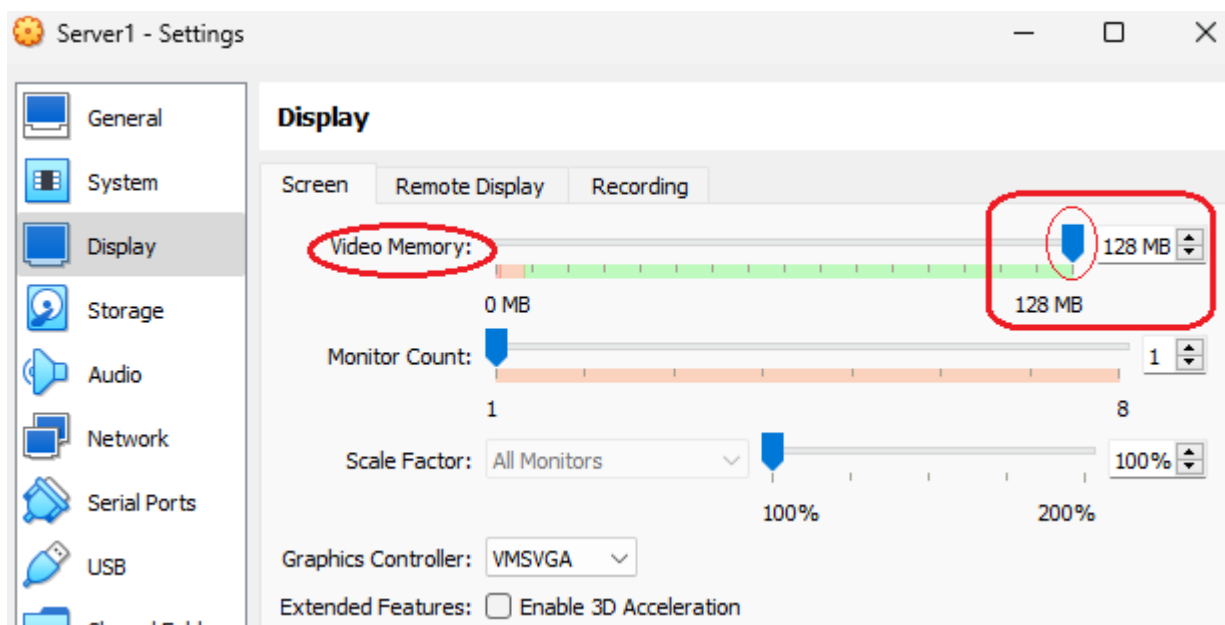 Server1 - Settings
General
System
Display
Storage
Audio
Network
Serial Ports
USB
Display
Screen Remote Display Recording
Video Memory: 128 MB
0 MB 128 MB
Monitor Count: 1
1 8
Scale Factor: All Monitors 100%
100% 200%
Graphics Controller: VMSVGA
Extended Features: Enable 3D Acceleration